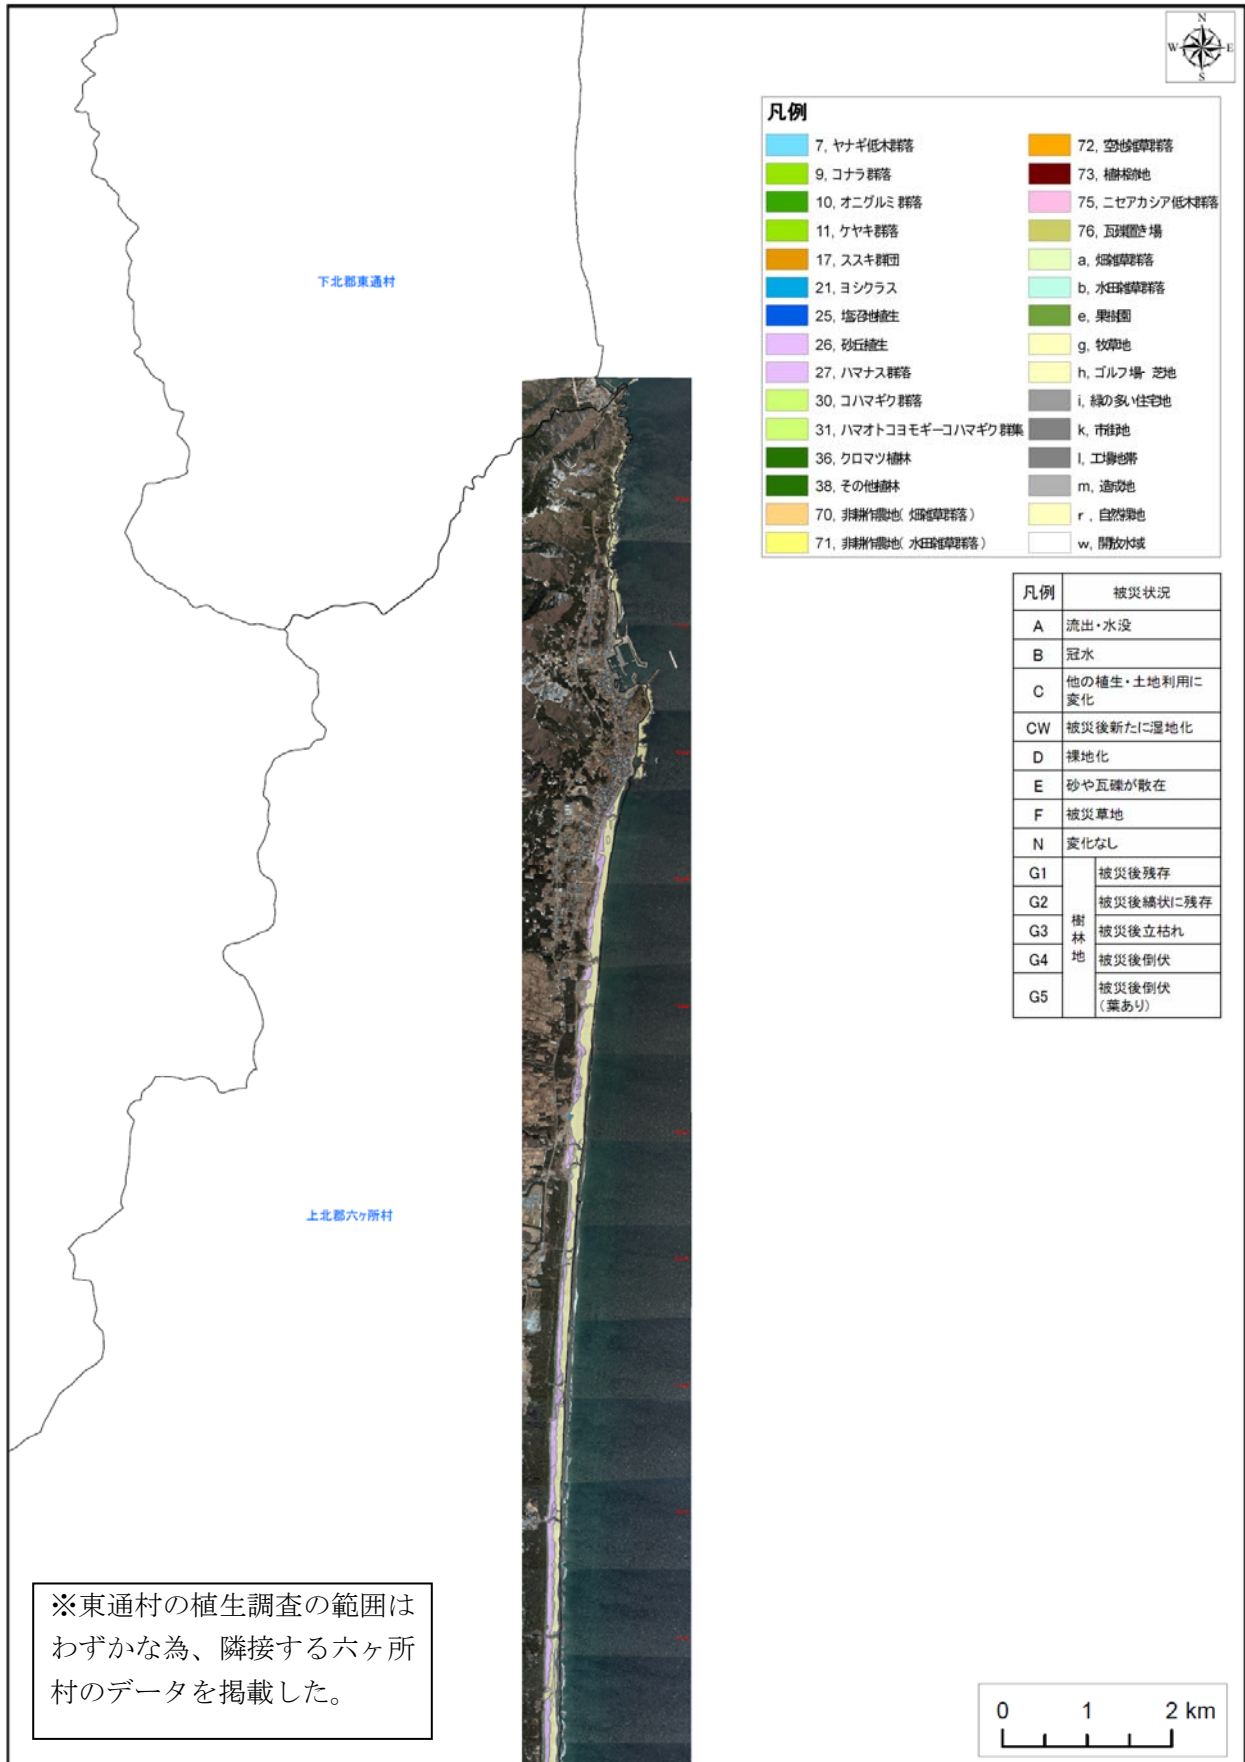 N
W E
S
凡例
7, ヤナギ低木群落
9, コナラ群落
10, オニグルミ群落
11, ケヤキ群落
17, ススキ群団
21, ヨシクラス
25, 塩沼地植生
26, 砂丘植生
27, ハマナス群落
30, コハマギク群落
31, ハマオトコヨモギーコハマギク群集
36, クロマツ植林
38, その他植林
70, 非耕作農地( 畑雑草群落)
71, 非耕作農地( 水田雑草群落)
72, 空地雑草群落
73, 植林跡地
75, ニセアカシア低木群落
76, 瓦礫置き場
a, 畑雑草群落
b, 水田雑草群落
e, 果樹園
g, 牧草地
h, ゴルフ場・芝地
i, 緑の多い住宅地
k, 市街地
l, 工場地帯
m, 造成地
r, 自然裸地
w, 開放水域
凡例 被災状況
A 流出・水没
B 冠水
C 他の植生・土地利用に
変化
CW 被災後新たに湿地化
D 裸地化
E 砂や瓦礫が散在
F 被災草地
N 変化なし
樹林地
G1 被災後残存
G2 被災後縞状に残存
G3 被災後立枯れ
G4 被災後倒伏
G5 被災後倒伏
(葉あり)
下北郡東通村
上北郡六ヶ所村
※東通村の植生調査の範囲は
わずかな為、隣接する六ヶ所
村のデータを掲載した。
0 1 2 km